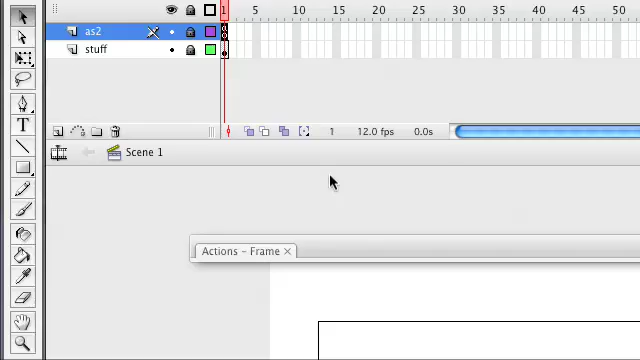 1 5 10 15 20 25 30 35 40 45 50
as2
stuff
1 12.0 fps 0.0s
Scene 1
Actions – Frame ×
T